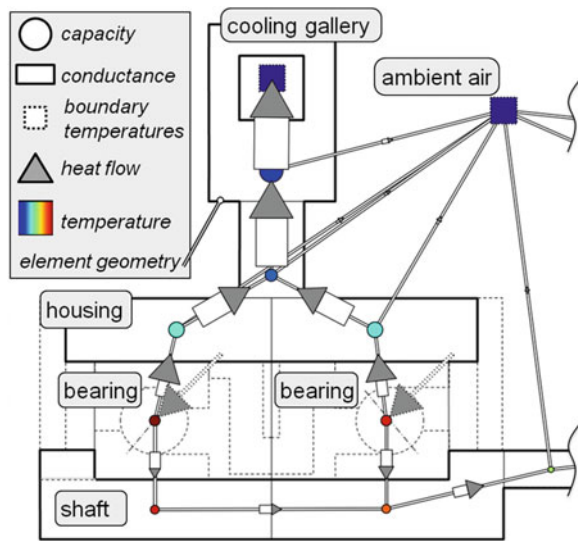 capacity
conductance
boundary
temperatures
heat flow
temperature
element geometry
cooling gallery
ambient air
housing
bearing
bearing
shaft